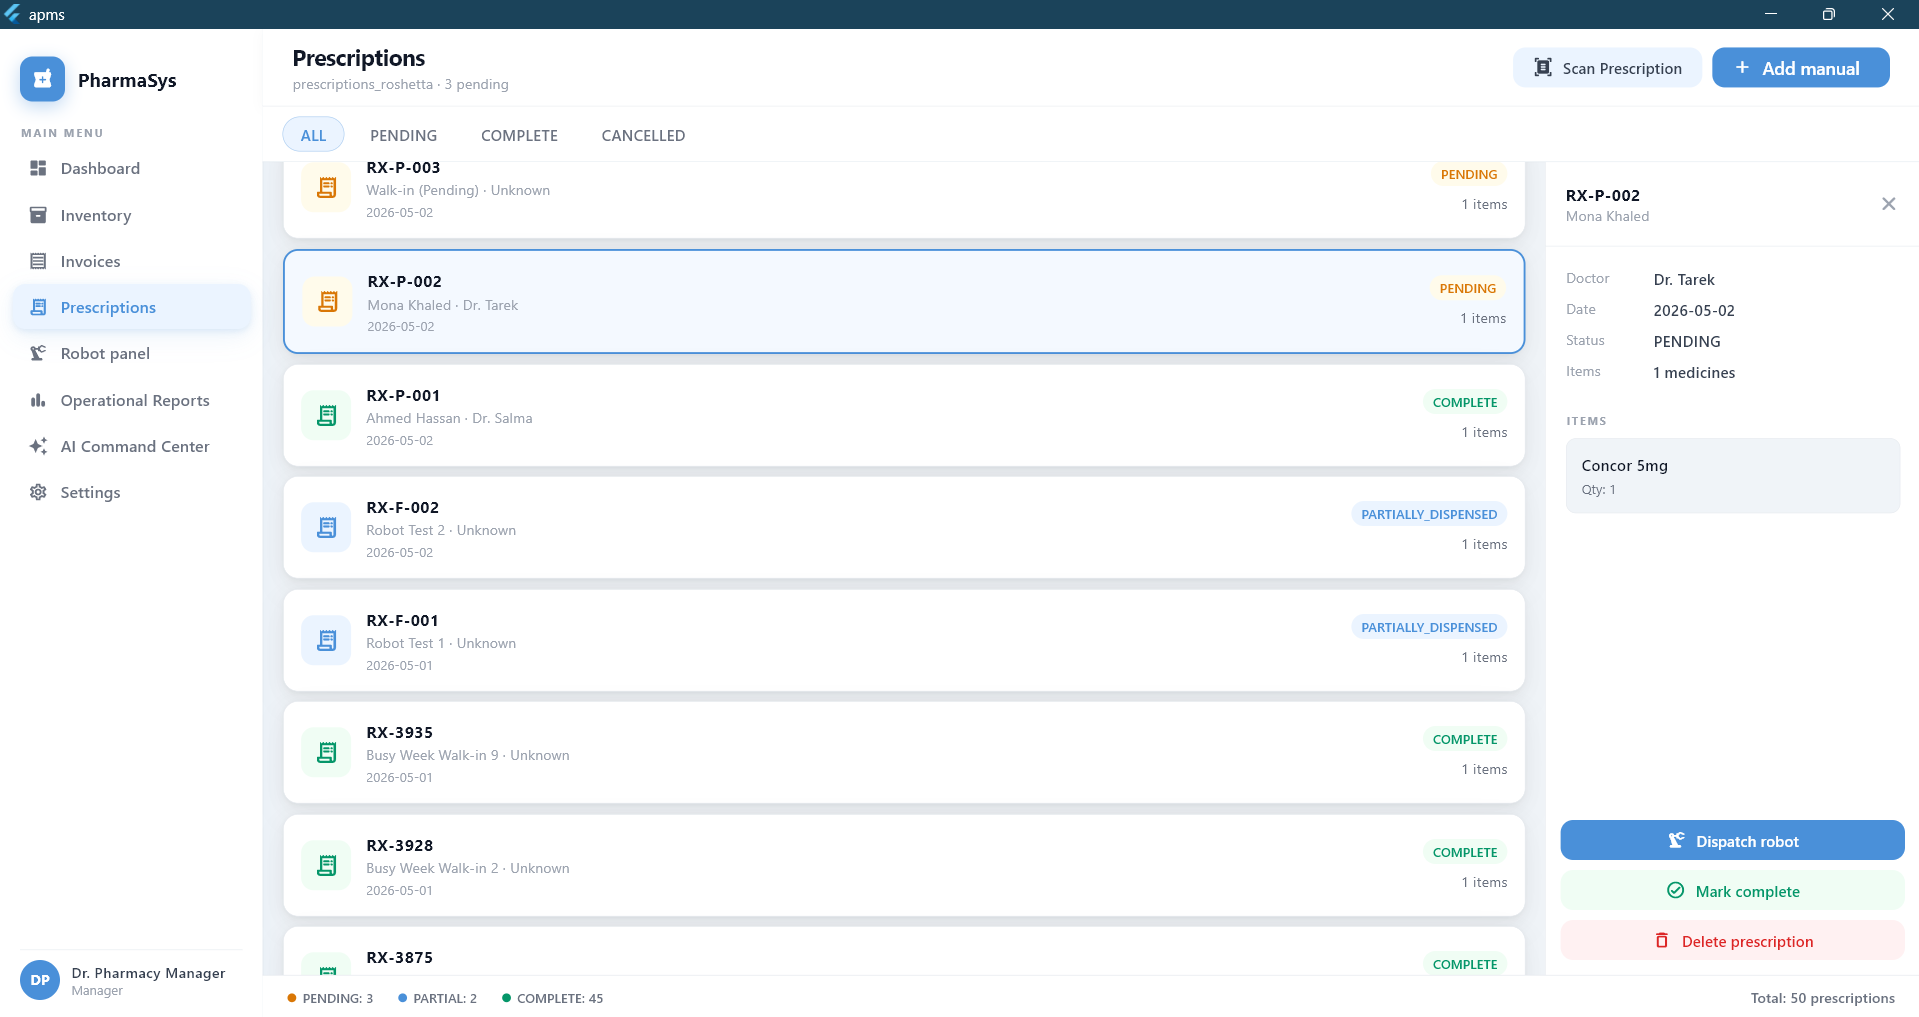 apms
PharmaSys
MAIN MENU
Dashboard
Inventory
Invoices
Prescriptions
Robot panel
Operational Reports
AI Command Center
Settings
DP
Dr. Pharmacy Manager
Manager
Prescriptions
prescriptions_roshetta · 3 pending
Scan Prescription
+ Add manual
ALL PENDING COMPLETE CANCELLED
RX-P-003
Walk-in (Pending) · Unknown
2026-05-02
PENDING
1 items
RX-P-002
Mona Khaled · Dr. Tarek
2026-05-02
PENDING
1 items
RX-P-001
Ahmed Hassan · Dr. Salma
2026-05-02
COMPLETE
1 items
RX-F-002
Robot Test 2 · Unknown
2026-05-02
PARTIALLY_DISPENSED
1 items
RX-F-001
Robot Test 1 · Unknown
2026-05-01
PARTIALLY_DISPENSED
1 items
RX-3935
Busy Week Walk-in 9 · Unknown
2026-05-01
COMPLETE
1 items
RX-3928
Busy Week Walk-in 2 · Unknown
2026-05-01
COMPLETE
1 items
RX-3875
COMPLETE
PENDING: 3 PARTIAL: 2 COMPLETE: 45
Total: 50 prescriptions
RX-P-002
Mona Khaled
Doctor Dr. Tarek
Date 2026-05-02
Status PENDING
Items 1 medicines
ITEMS
Concor 5mg
Qty: 1
Dispatch robot
Mark complete
Delete prescription